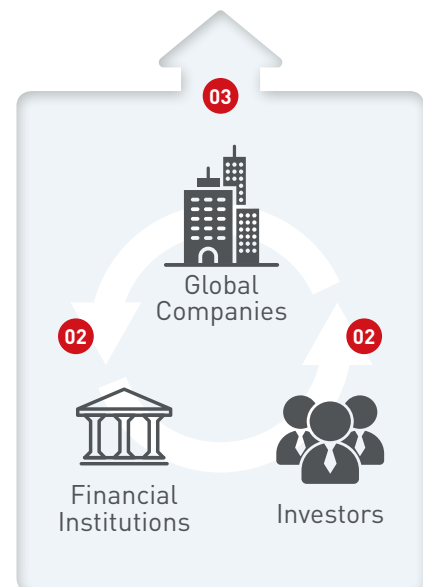 03
Global
Companies
02
02
Financial
Institutions
Investors